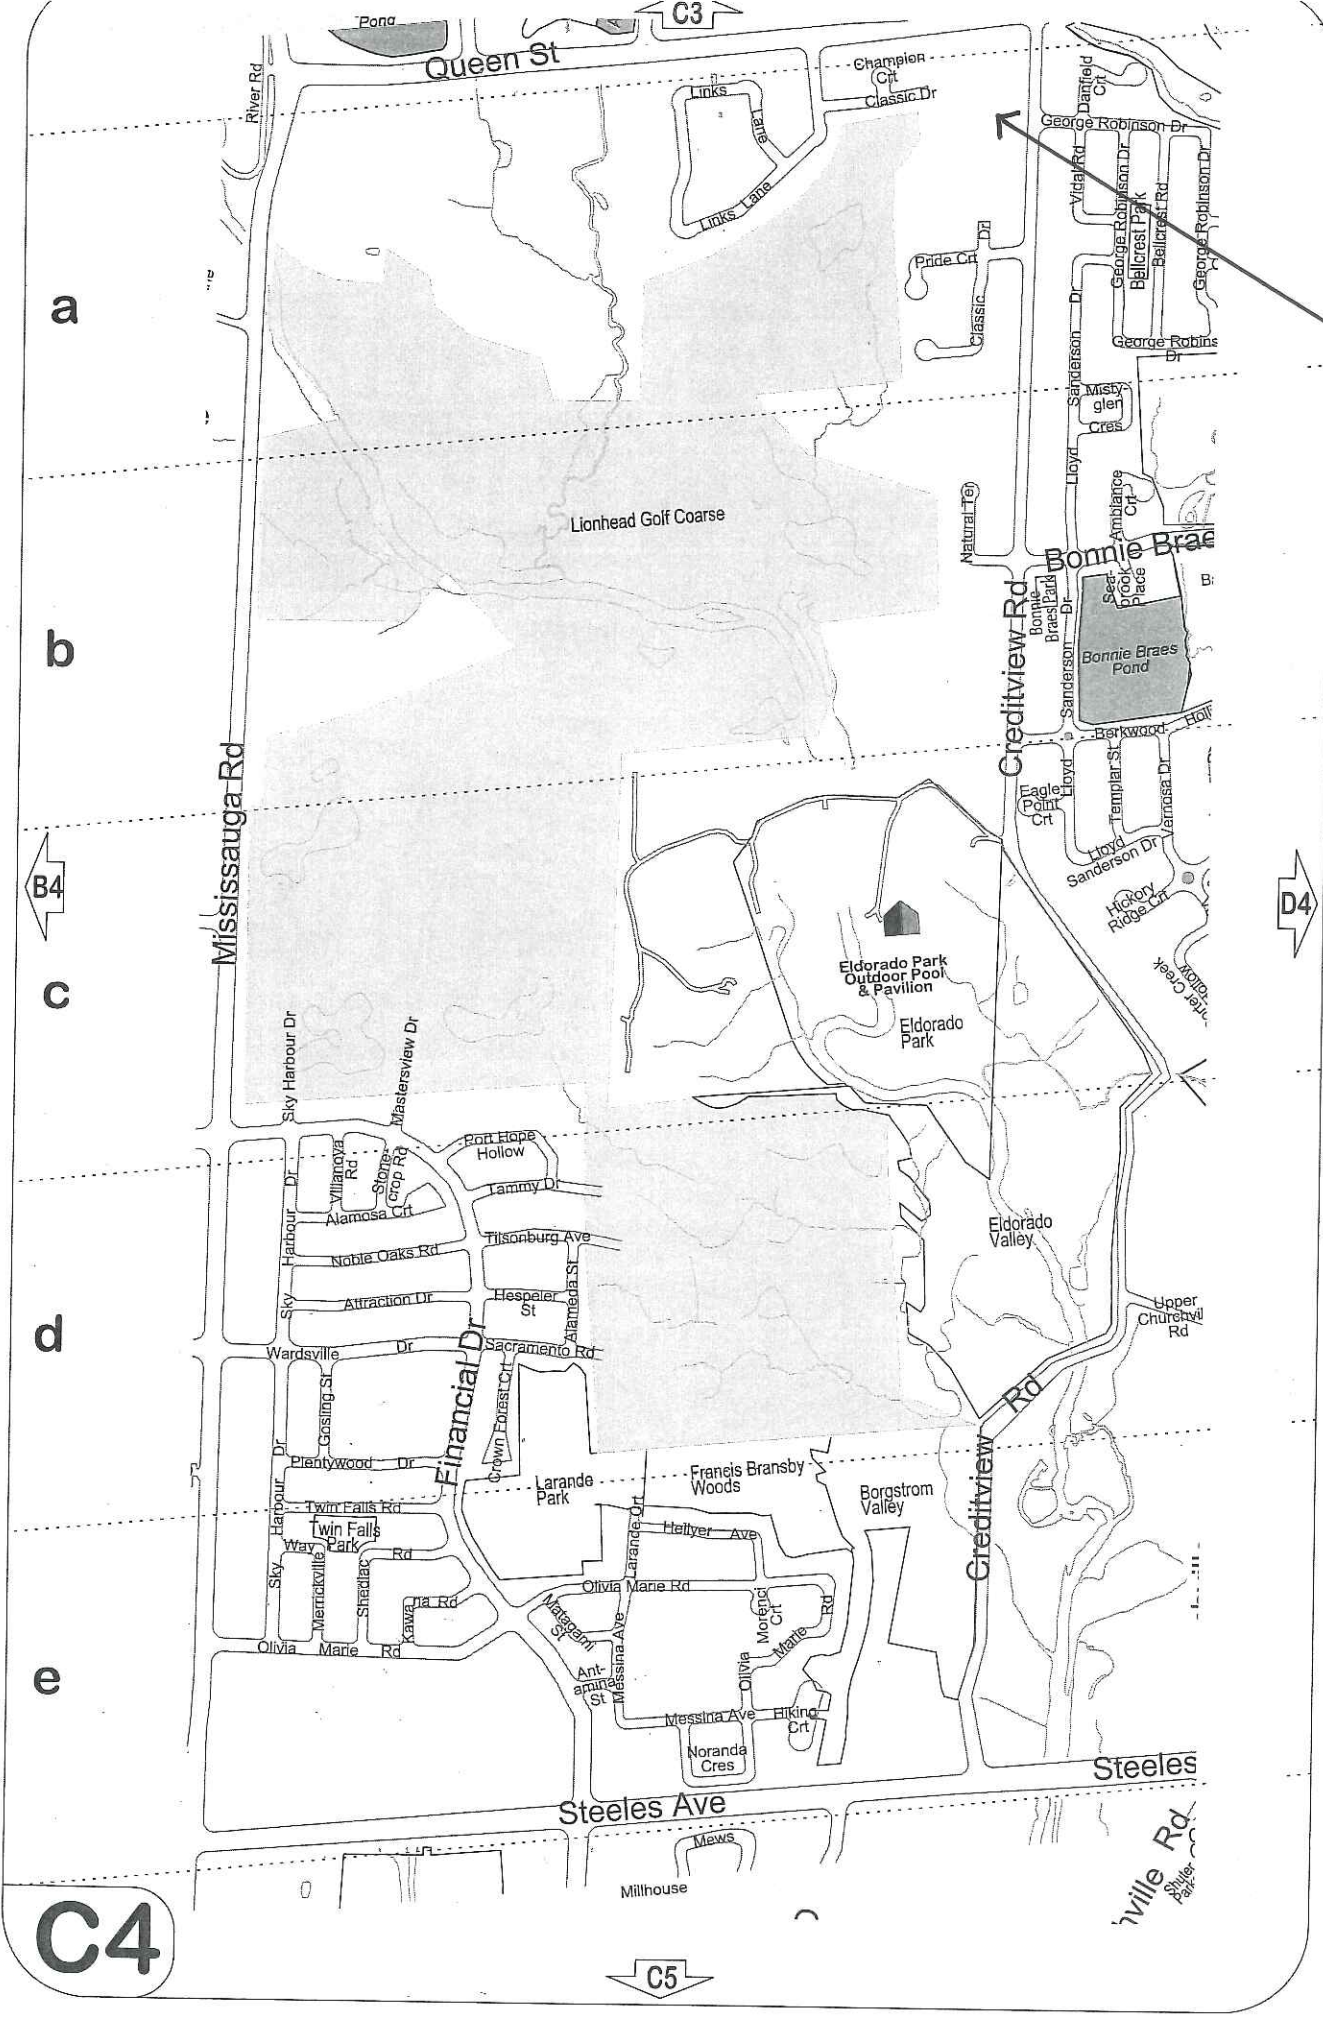 C3
Pond
Queen St
River Rd
Champion
Crt
Classic Dr
Links
Lane
Links Lane
Danfield
Crt
George Robinson Dr
Vidal Rd
George Robinson Dr
Bellcrest Park
Bellcrest Rd
George Robinson Dr
Pride Crt
Dr
Classic
a
Dr
Sanderson
George Robins
Dr
Misty-
glen
Cres
Lloyd
Ambiance
Crt
Natural Ter
Lionhead Golf Coarse
Bonnie Brae
Sea-
brook
Place
Bonnie
Braes Park
Dr
Sanderson
Creditview Rd
b
Bonnie Braes
Pond
Berkwood
Holl
Mississauga Rd
Lloyd
Templar St
Vernosa Dr
Eagle
Point
Crt
Lloyd
Sanderson Dr
Hickory
Ridge Crt
B4
D4
Eldorado Park
Outdoor Pool
& Pavilion
Eldorado
Park
c
orter Creek
Hollow
Sky Harbour Dr
Mastersview Dr
Port Hope
Hollow
Villanova
Rd
Stone-
crop Rd
Tammy Dr
Alamosa Crt
Dr
Harbour
Sky
Noble Oaks Rd
Tilsonburg Ave
Attraction Dr
Hespeler
St
Alameda St
Eldorado
Valley
Upper
Churchvil
Rd
d
Wardsville Dr
Sacramento Rd
Financial Dr
Gosling St
Crown Forest Crt
Creditview Rd
Plentywood Dr
Larande
Park
Francis Bransby
Woods
Borgstrom
Valley
Twin Falls Rd
Twin Falls
Park
Sky Harbour Dr
Way
Rd
Merrickville
Shediac
Kawana Rd
Larande Crt
Hellyer Ave
Olivia Marie Rd
Matagami
St
Messina Ave
Morenci
Crt
Olivia Marie Rd
Olivia Marie Rd
e
Ant-
amina
St
Messina Ave
Hiking
Crt
Noranda
Cres
Steeles
Steeles Ave
Mews
Millhouse
hville Rd
Shuter
Park
C4
C5